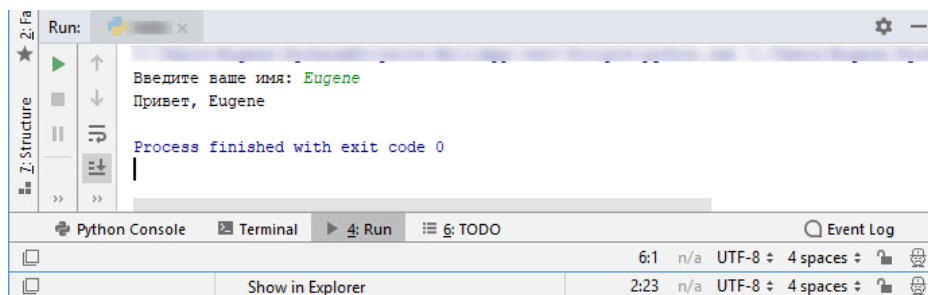 2: Fa
Run:
Введите ваше имя: Eugene
Привет, Eugene
Process finished with exit code 0
Z: Structure
Python Console Terminal 4: Run 6: TODO Event Log
6:1 n/a UTF-8 4 spaces
Show in Explorer 2:23 n/a UTF-8 4 spaces